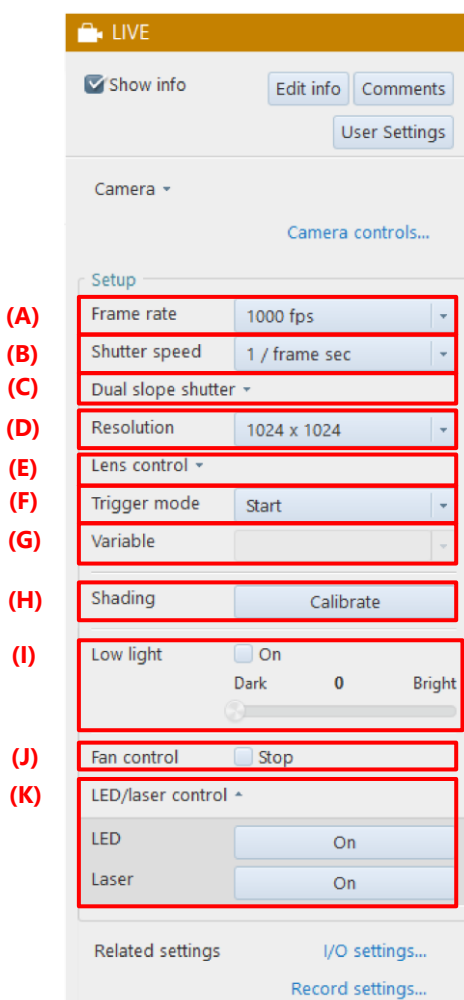 LIVE
Show info Edit info Comments
User Settings
Camera
Camera controls...
Setup
(A) Frame rate 1000 fps
(B) Shutter speed 1 / frame sec
(C) Dual slope shutter
(D) Resolution 1024 x 1024
(E) Lens control
(F) Trigger mode Start
(G) Variable
(H) Shading Calibrate
(I) Low light On
Dark 0 Bright
(J) Fan control Stop
(K) LED/laser control
LED On
Laser On
Related settings I/O settings...
Record settings...